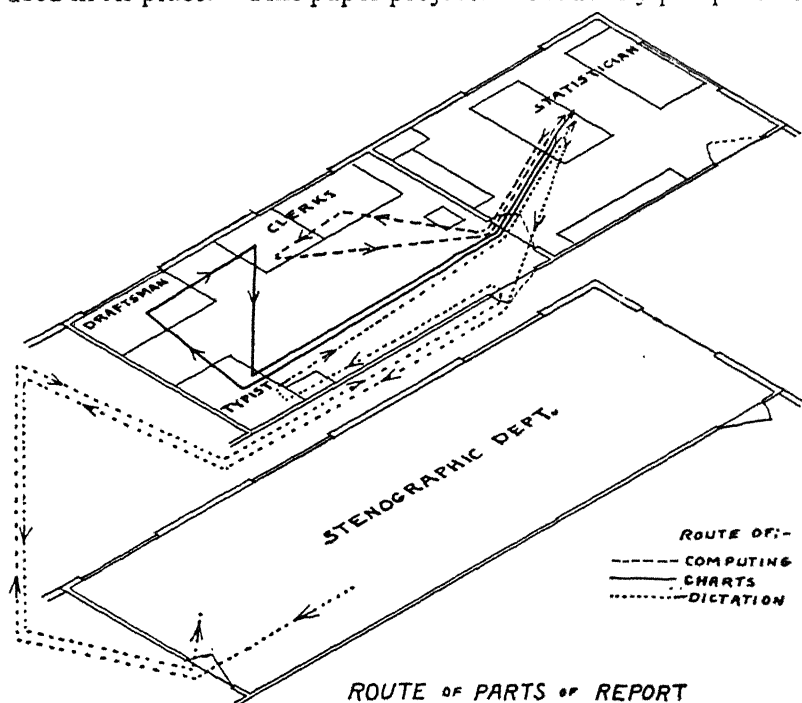 STATISTICIAN
CLERKS
DRAFTSMAN
TYPIST
STENOGRAPHIC DEPT.
ROUTE OF:-
COMPUTING
CHARTS
DICTATION
ROUTE OF PARTS OF REPORT